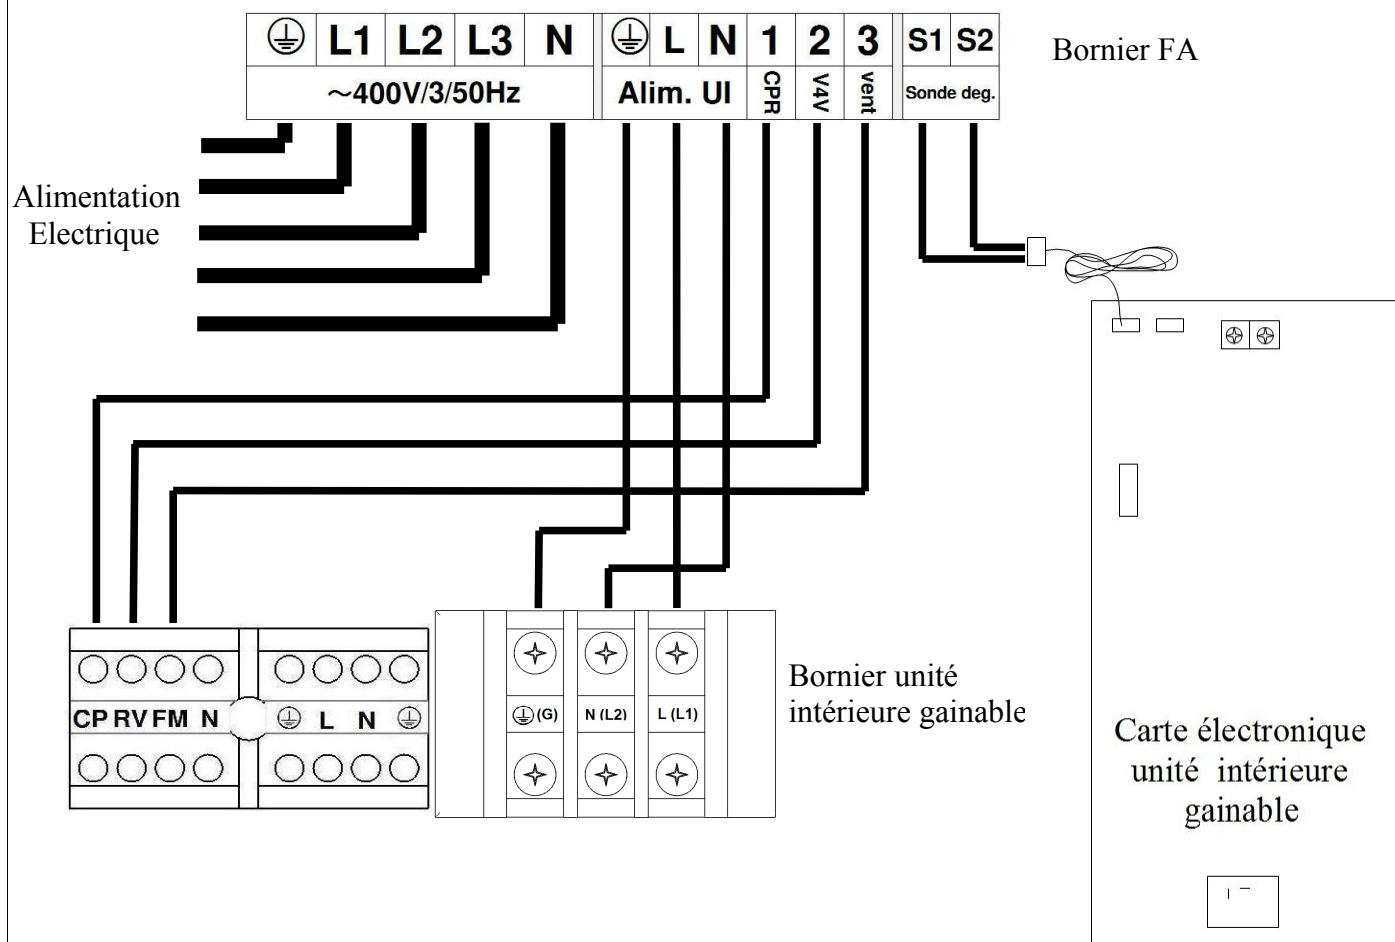 L1 L2 L3 N L N 1 2 3 S1 S2
~400V/3/50Hz Alim. UI CPR V4V vent Sonde deg.
Bornier FA
Alimentation
Electrique
CP RV FM N L N
(G) N (L2) L (L1)
Bornier unité
intérieure gainable
Carte électronique
unité intérieure
gainable